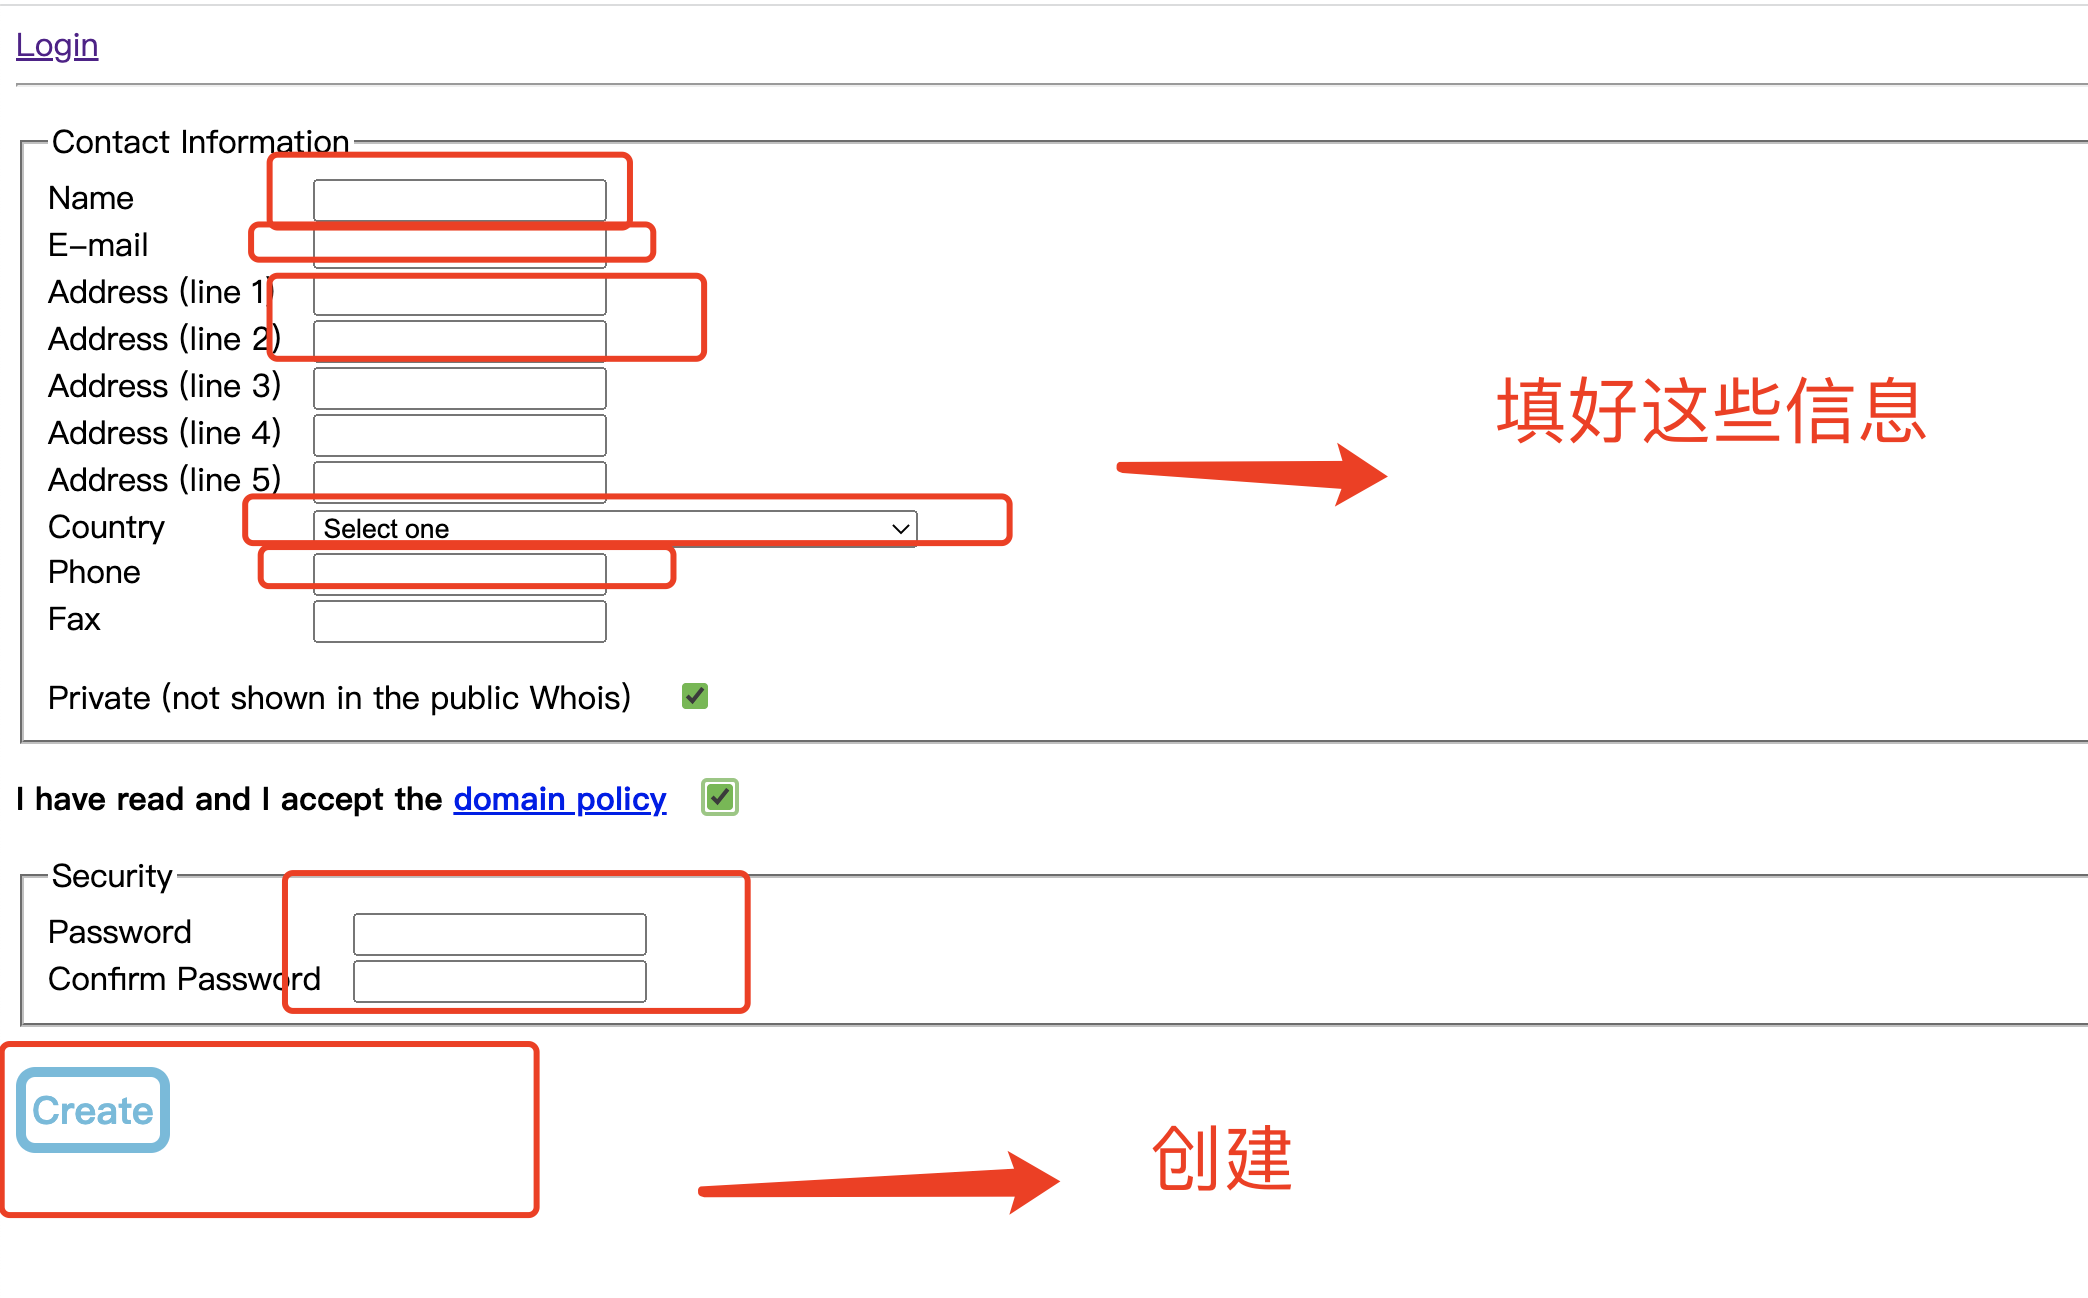 Login
Contact Information
Name
E-mail
Address (line 1)
Address (line 2)
Address (line 3)
Address (line 4)
Address (line 5)
Country Select one
Phone
Fax
填好这些信息
Private (not shown in the public Whois)
I have read and I accept the domain policy
Security
Password
Confirm Password
Create
创建